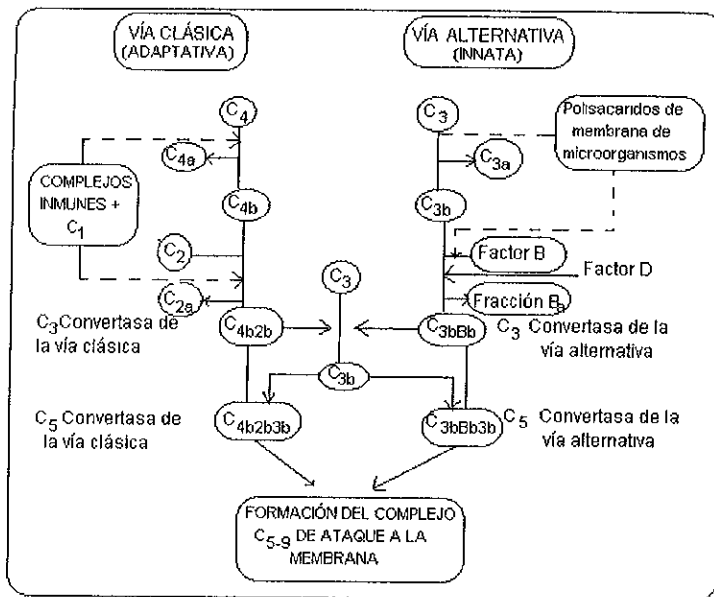 VÍA CLÁSICA
(ADAPTATIVA)
VÍA ALTERNATIVA
(INNATA)
C4
C3
Polisacaridos de
membrana de
microorganismos
C4a
C3a
COMPLEJOS
INMUNES +
C1
C4b
C3b
C2
C3
Factor B
Factor D
C2a
Fracción Ba
C3 Convertasa de
la vía clásica
C4b2b
C3bBb
C3 Convertasa de la
vía alternativa
C3b
C5 Convertasa de
la vía clásica
C4b2b3b
C3bBb3b
C5 Convertasa de la
vía alternativa
FORMACIÓN DEL COMPLEJO
C5-9 DE ATAQUE A LA
MEMBRANA